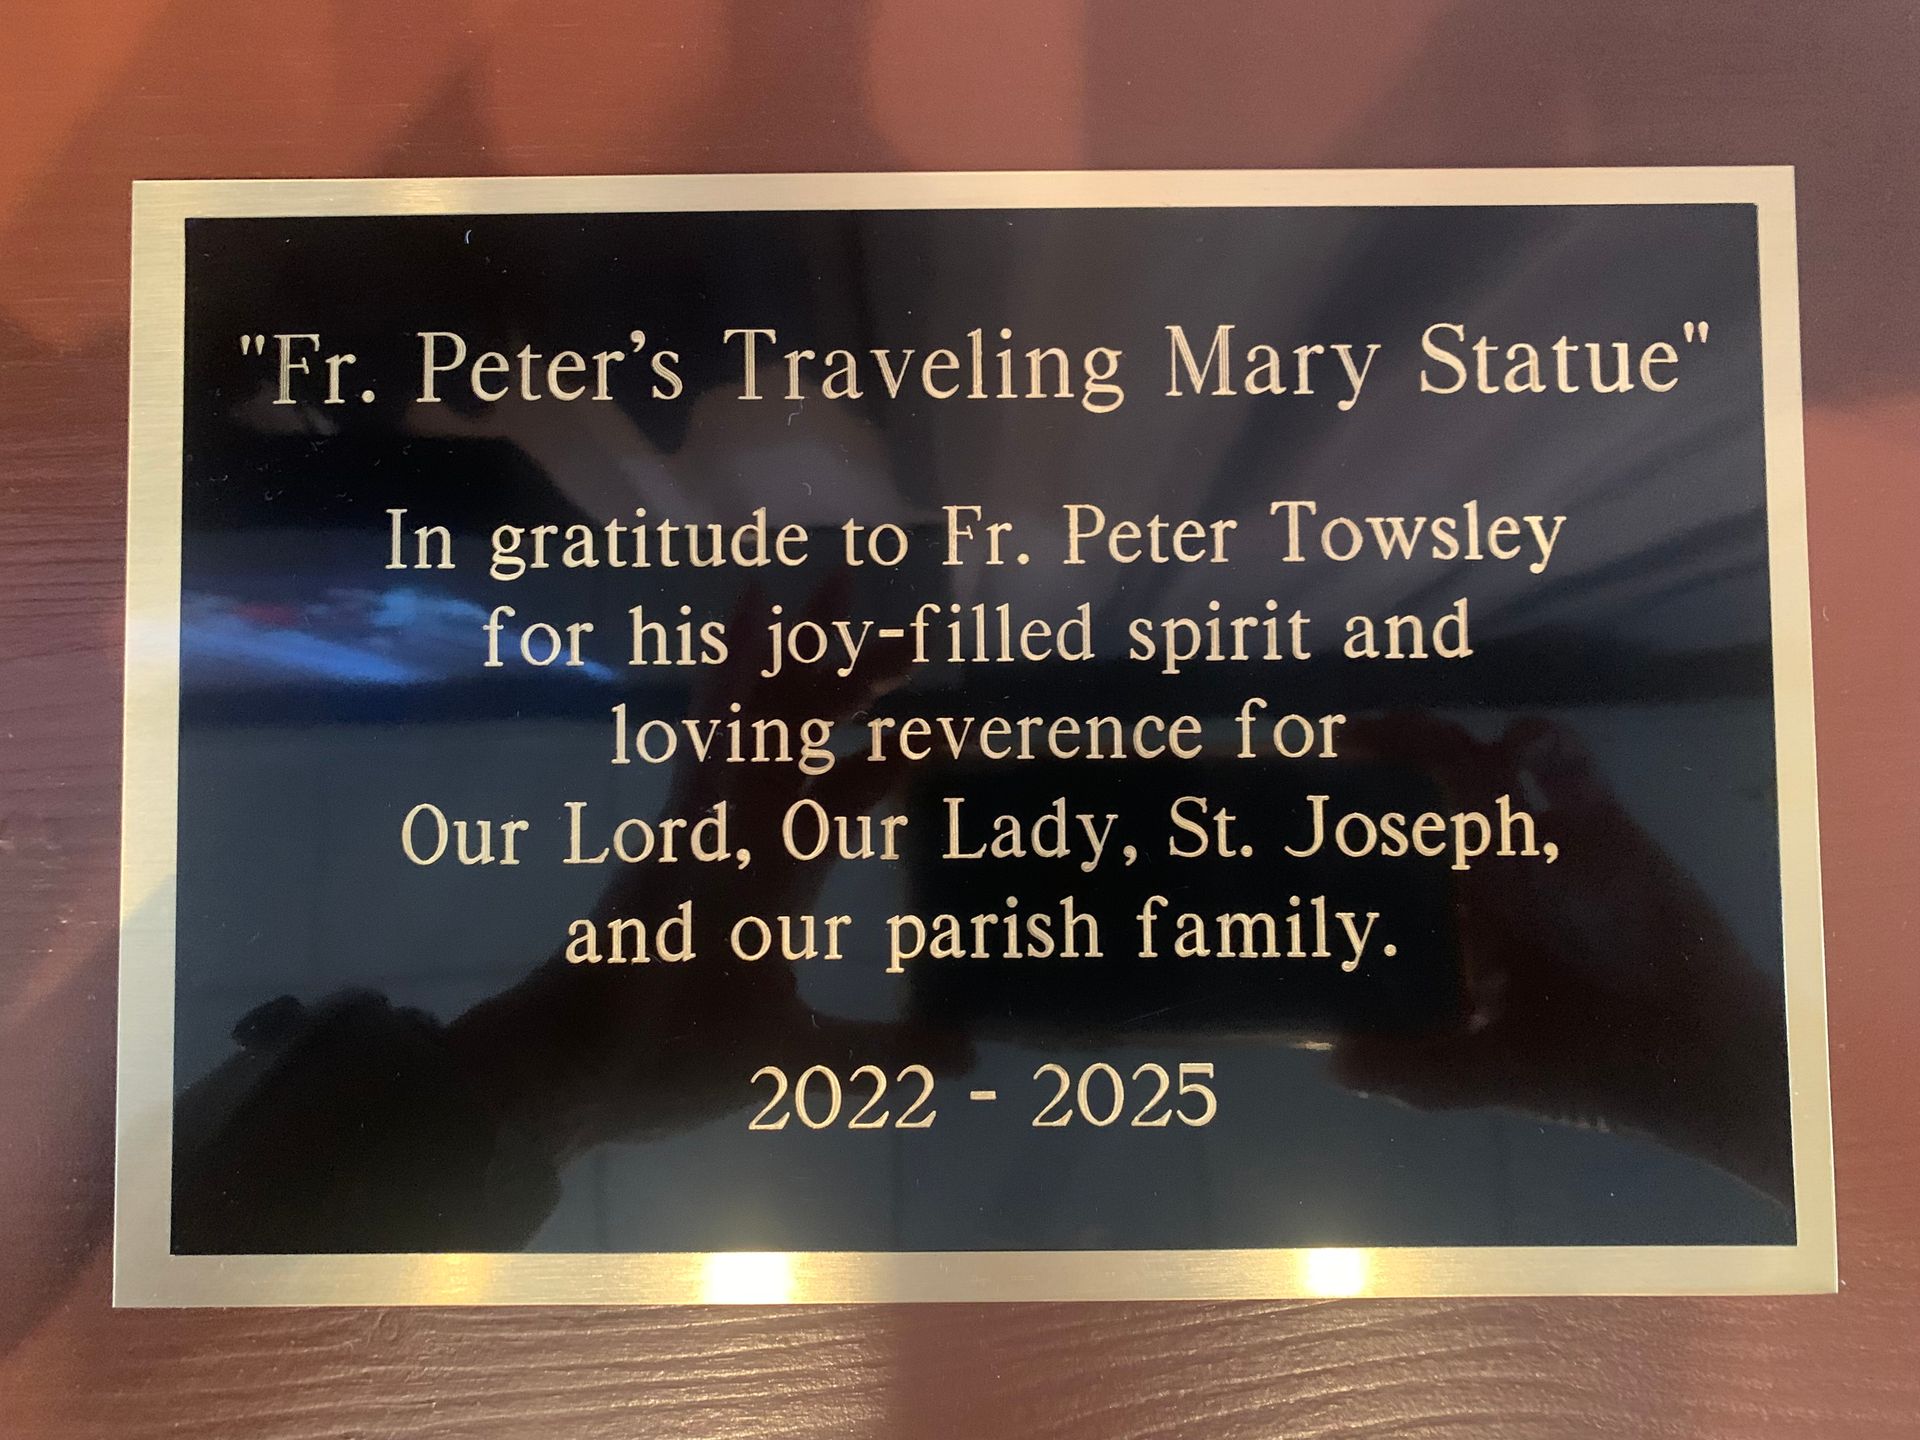 "Fr. Peter’s Traveling Mary Statue"
In gratitude to Fr. Peter Towsley
for his joy-filled spirit and
loving reverence for
Our Lord, Our Lady, St. Joseph,
and our parish family.
2022 - 2025